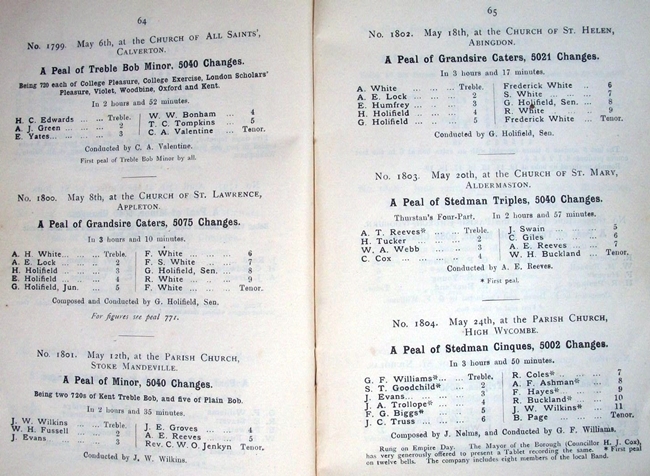 64
No. 1799. May 6th, at the Church of All Saints',
Calverton.
A Peal of Treble Bob Minor, 5040 Changes.
Being 720 each of College Pleasure, College Exercise, London Scholars'
Pleasure, Violet, Woodbine, Oxford and Kent.
In 2 hours and 52 minutes.
H. C. Edwards ... ... Treble.
A. J. Green ... ... ... 2
E. Yates... ... ... ... 3
W. W. Bonham ... ... 4
T. C. Tompkins ... ... 5
C. A. Valentine ... Tenor.
Conducted by C. A. Valentine.
First peal of Treble Bob Minor by all.
No. 1800. May 8th, at the Church of St. Lawrence,
Appleton.
A Peal of Grandsire Caters, 5075 Changes.
In 3 hours and 10 minutes.
A. H. White... ... ... Treble.
A. E. Lock ... ... ... 2
H. Holifield ... ... ... 3
E. Holifield ... ... ... 4
G. Holifield, Jun. ... ... 5
F. White ... ... ... 6
F. S. White ... ... ... 7
G. Holifield, Sen. ... ... 8
R. White ... ... ... 9
F. White ... ... ... Tenor.
Composed and Conducted by G. Holifield, Sen.
For figures see peal 771.
No. 1801. May 12th, at the Parish Church,
Stoke Mandeville.
A Peal of Minor, 5040 Changes.
Being two 720s of Kent Treble Bob, and five of Plain Bob.
In 2 hours and 35 minutes.
J. W. Wilkins ... ... Treble.
W. H. Fussell ... ... 2
J. Evans ... ... ... 3
J. E. Groves ... ... ... 4
A. E. Reeves ... ... ... 5
Rev. C. W. O. Jenkyn Tenor.
Conducted by J. W. Wilkins.
65
No. 1802. May 18th, at the Church of St. Helen,
Abingdon.
A Peal of Grandsire Caters, 5021 Changes.
In 3 hours and 17 minutes.
A. White ... ... ... Treble.
A. E. Lock ... ... ... 2
E. Humfrey ... ... ... 3
H. Holifield ... ... ... 4
G. Holifield ... ... ... 5
Frederick White ... ... 6
S. White ... ... ... 7
G. Holifield, Sen. ... ... 8
R. White ... ... ... 9
Frederick White ... Tenor.
Conducted by G. Holifield, Sen.
No. 1803. May 20th, at the Church of St. Mary,
Aldermaston.
A Peal of Stedman Triples, 5040 Changes.
Thurstan's Four-Part. In 2 hours and 57 minutes.
A. T. Reeves* ... ... Treble.
H. Tucker ... ... ... 2
W. A. Webb ... ... ... 3
C. Cox ... ... ... ... 4
J. Swain ... ... ... 5
C. Giles ... ... ... 6
A. E. Reeves ... ... ... 7
W. H. Buckland ... Tenor.
Conducted by A. E. Reeves.
* First peal.
No. 1804. May 24th, at the Parish Church,
High Wycombe.
A Peal of Stedman Cinques, 5002 Changes.
In 3 hours and 50 minutes.
G. F. Williams*... ... Treble.
S. T. Goodchild* ... ... 2
J. Evans... ... ... ... 3
J. A. Trollope* ... ... 4
F. G. Biggs* ... ... ... 5
J. C. Truss ... ... ... 6
R. Coles* ... ... ... 7
A. F. Ashman* ... ... 8
F. Hayes* ... ... ... 9
R. Buckland* ... ... 10
J. W. Wilkins* ... ... 11
B. Page ... ... ... Tenor.
Composed by J. Nelms, and Conducted by G. F. Williams.
Rung on Empire Day. The Mayor of the Borough (Councillor H. J. Cox),
has very generously offered to present a Tablet recording the same. * First peal
on twelve bells. The company includes eight members of the local Band.